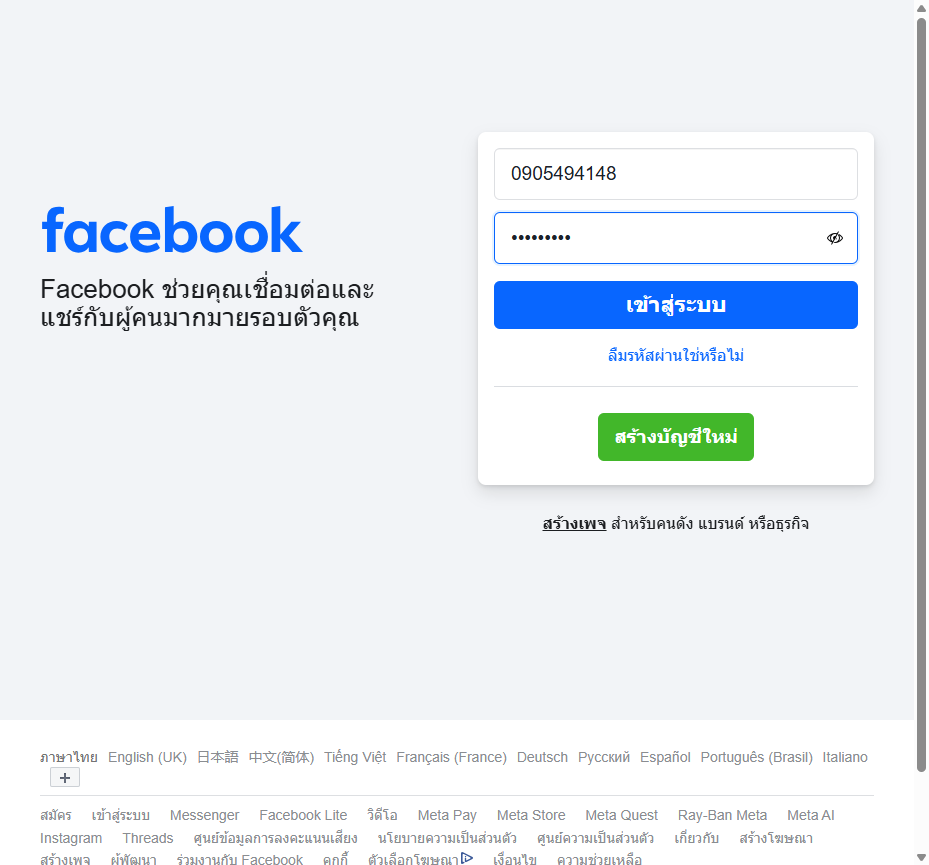 0905494148
•••••••••
facebook
Facebook ช่วยคุณเชื่อมต่อและ
แชร์กับผู้คนมากมายรอบตัวคุณ
เข้าสู่ระบบ
ลืมรหัสผ่านใช่หรือไม่
สร้างบัญชีใหม่
สร้างเพจ สำหรับคนดัง แบรนด์ หรือธุรกิจ
ภาษาไทย English (UK) 日本語 中文(简体) Tiếng Việt Français (France) Deutsch Русский Español Português (Brasil) Italiano
+
สมัคร เข้าสู่ระบบ Messenger Facebook Lite วิดีโอ Meta Pay Meta Store Meta Quest Ray-Ban Meta Meta AI
Instagram Threads ศูนย์ข้อมูลการลงคะแนนเสียง นโยบายความเป็นส่วนตัว ศูนย์ความเป็นส่วนตัว เกี่ยวกับ สร้างโฆษณา
สร้างเพจ ผู้พัฒนา ร่วมงานกับ Facebook คุกกี้ ตัวเลือกโฆษณา เงื่อนไข ความช่วยเหลือ